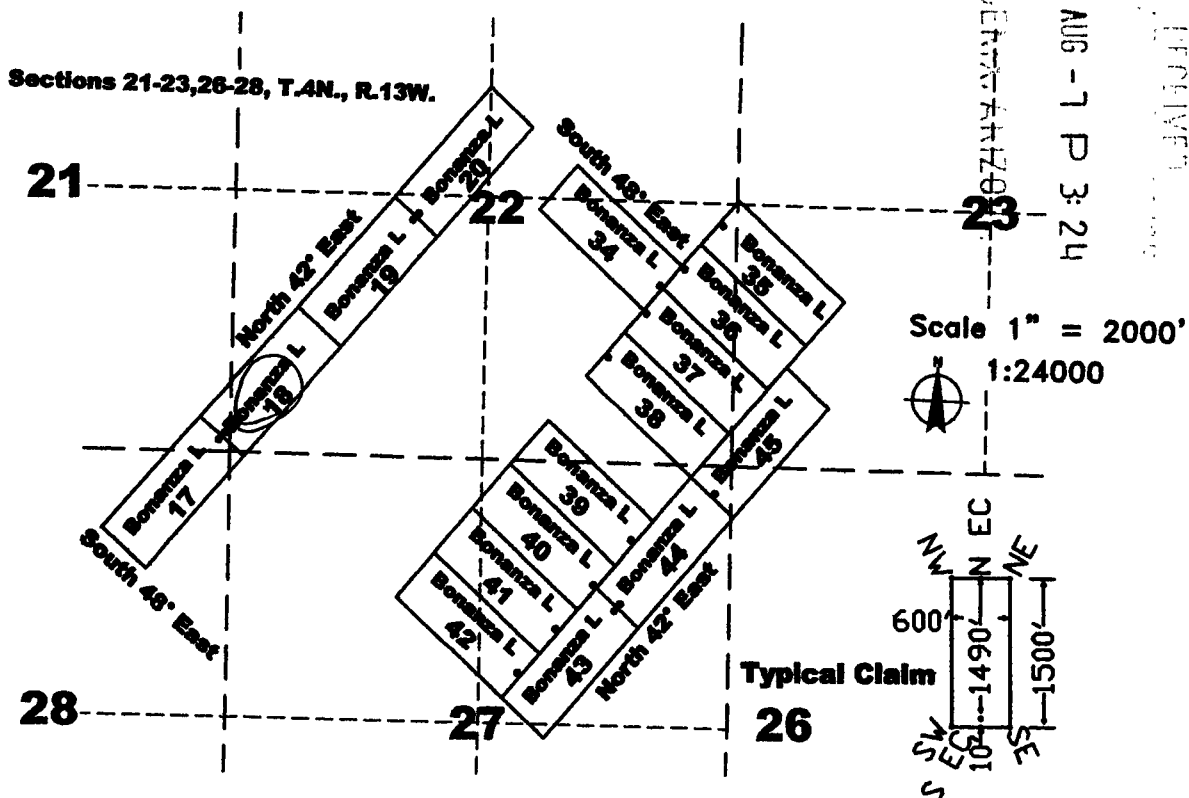 Sections 21-23,26-28, T.4N., R.13W.
AUG -7 P 3:24
21
22
23
South 48° East
North 42° East
Bonanza L
20
Bonanza L
19
Bonanza L
18
Bonanza L
17
South 48° East
Bonanza L
34
Bonanza L
35
Bonanza L
36
Bonanza L
37
Bonanza L
38
Bonanza L
45
Bonanza L
39
Bonanza L
40
Bonanza L
41
Bonanza L
42
Bonanza L
44
Bonanza L
43
North 42° East
Scale 1" = 2000'
N
1:24000
28
27
26
Typical Claim
NW
N EC
NE
600'
1490'
1500'
10'
SW
S EC
SE